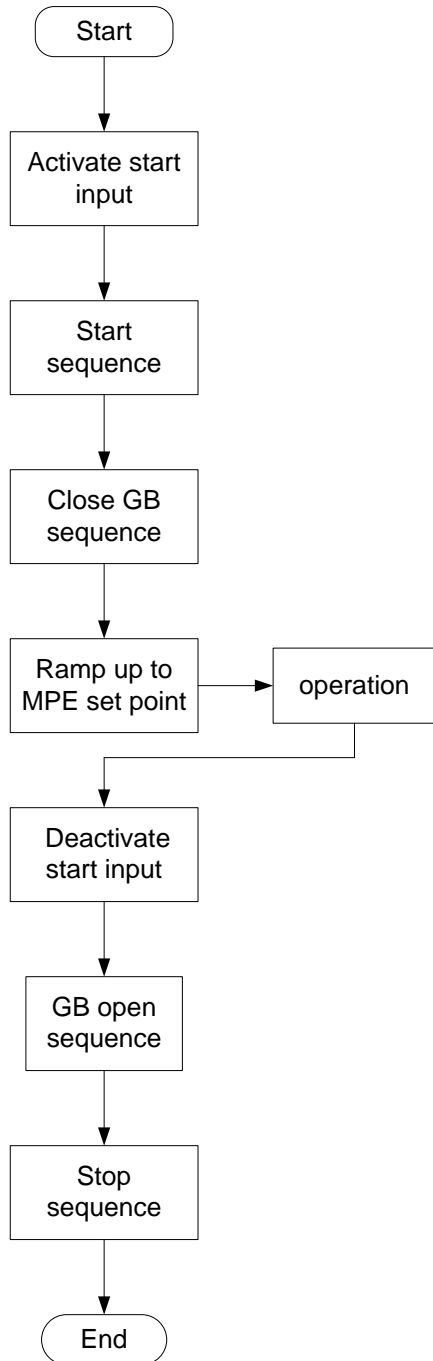 Start
Activate start
input
Start
sequence
Close GB
sequence
Ramp up to
MPE set point
operation
Deactivate
start input
GB open
sequence
Stop
sequence
End